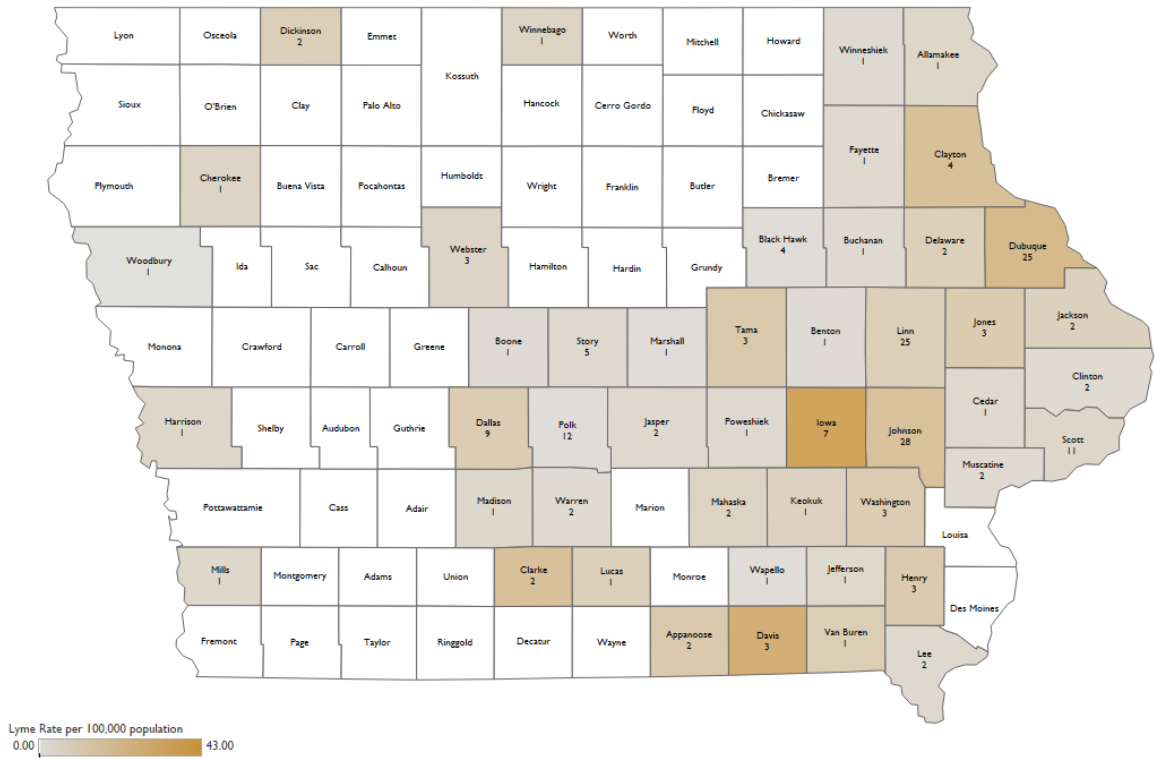 Lyon
Osceola
Dickinson
2
Emmet
Kossuth
Winnebago
1
Worth
Mitchell
Howard
Winneshiek
1
Allamakee
1
Sioux
O'Brien
Clay
Palo Alto
Hancock
Cerro Gordo
Floyd
Chickasaw
Plymouth
Cherokee
1
Buena Vista
Pocahontas
Humboldt
Wright
Franklin
Butler
Bremer
Fayette
1
Clayton
4
Woodbury
1
Ida
Sac
Calhoun
Webster
3
Hamilton
Hardin
Grundy
Black Hawk
4
Buchanan
1
Delaware
2
Dubuque
25
Monona
Crawford
Carroll
Greene
Boone
1
Story
5
Marshall
1
Tama
3
Benton
1
Linn
25
Jones
3
Jackson
2
Clinton
2
Harrison
1
Shelby
Audubon
Guthrie
Dallas
9
Polk
12
Jasper
2
Poweshiek
1
Iowa
7
Johnson
28
Cedar
1
Scott
11
Muscatine
2
Pottawattamie
Cass
Adair
Madison
1
Warren
2
Marion
Mahaska
2
Keokuk
1
Washington
3
Louisa
Mills
1
Montgomery
Adams
Union
Clarke
2
Lucas
1
Monroe
Wapello
1
Jefferson
1
Henry
3
Des Moines
Fremont
Page
Taylor
Ringgold
Decatur
Wayne
Appanoose
2
Davis
3
Van Buren
1
Lee
2
Lyme Rate per 100,000 population
0.00 43.00